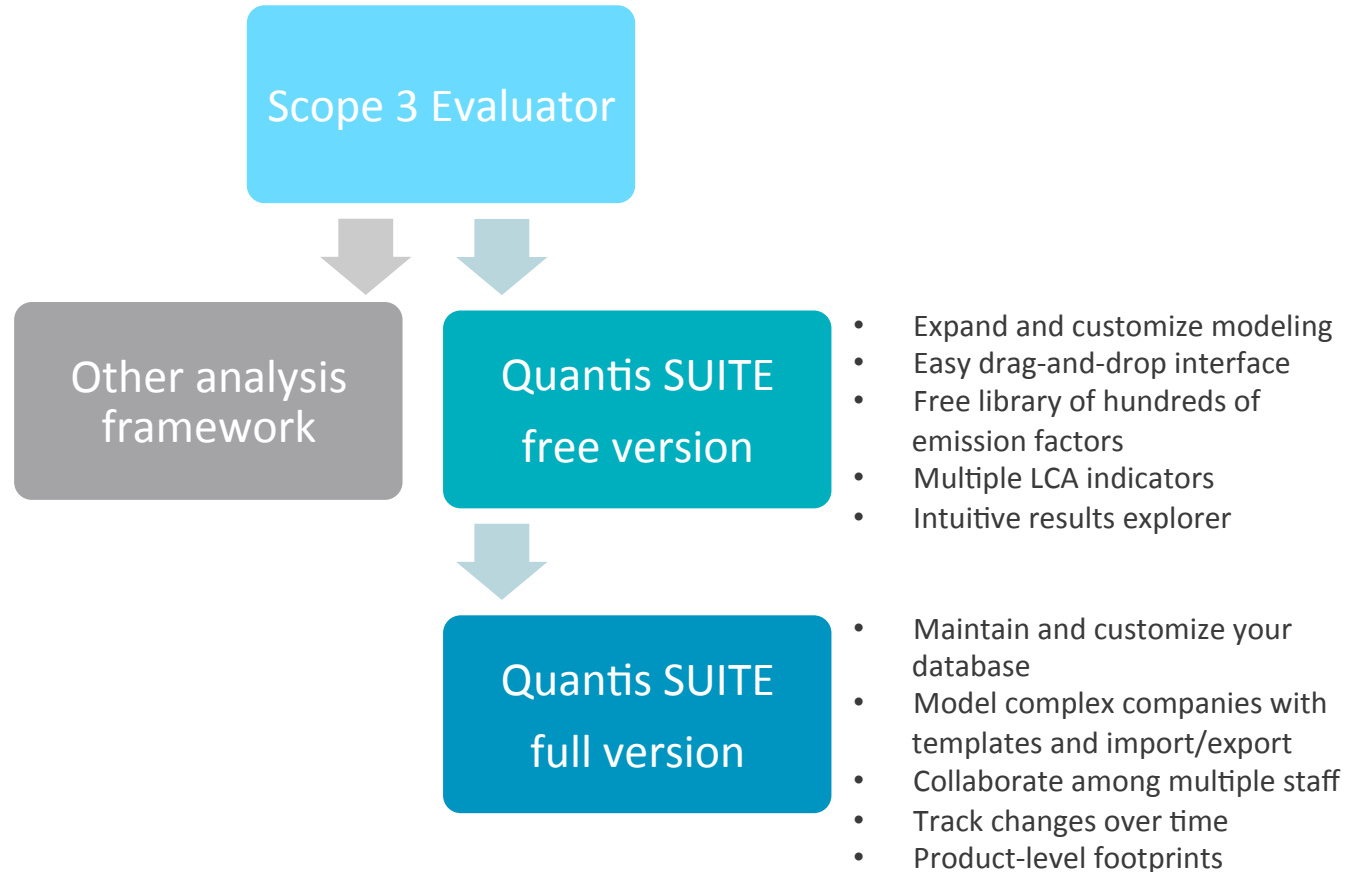 Scope 3 Evaluator
Other analysis
framework
Quantis SUITE
free version
• Expand and customize modeling
• Easy drag-and-drop interface
• Free library of hundreds of
emission factors
• Multiple LCA indicators
• Intuitive results explorer
Quantis SUITE
full version
• Maintain and customize your
database
• Model complex companies with
templates and import/export
• Collaborate among multiple staff
• Track changes over time
• Product-level footprints